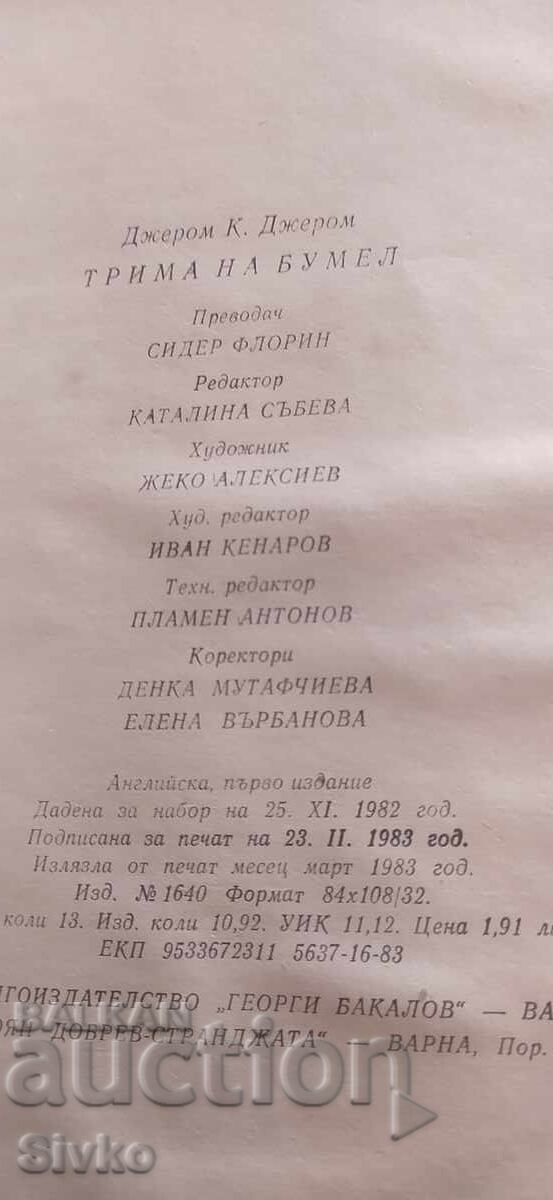 Джером К. Джером
ТРИМА НА БУМЕЛ
Преводач
СИДЕР ФЛОРИН
Редактор
КАТАЛИНА СЪБЕВА
Художник
ЖЕКО АЛЕКСИЕВ
Худ. редактор
ИВАН КЕНАРОВ
Техн. редактор
ПЛАМЕН АНТОНОВ
Коректори
ДЕНКА МУТАФЧИЕВА
ЕЛЕНА ВЪРБАНОВА
Английска, първо издание
Дадена за набор на 25. XI. 1982 год.
Подписана за печат на 23. II. 1983 год.
Излязла от печат месец март 1983 год.
Изд. № 1640 Формат 84х108/32.
коли 13. Изд. коли 10,92. УИК 11,12. Цена 1,91 л
ЕКП 9533672311 5637-16-83
ГОИЗДАТЕЛСТВО „ГЕОРГИ БАКАЛОВ“ — ВА
ОЯН ДОБРЕВ-СТРАНДЖАТА“ — ВАРНА, Пор.
BALKAN
auction
Sivko